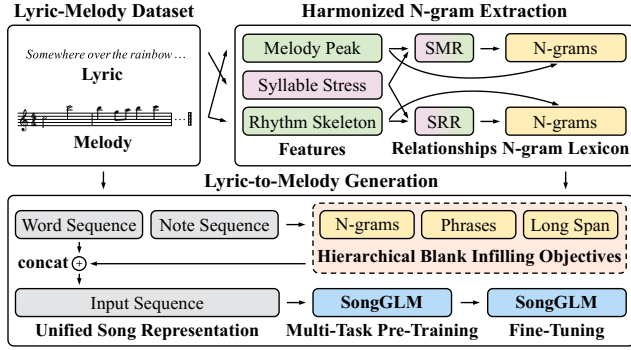 Lyric-Melody Dataset
Somewhere over the rainbow …
Lyric
Melody
Harmonized N-gram Extraction
Melody Peak
SMR
N-grams
Syllable Stress
Rhythm Skeleton
SRR
N-grams
Features
Relationships
N-gram Lexicon
Lyric-to-Melody Generation
Word Sequence
Note Sequence
N-grams
Phrases
Long Span
Hierarchical Blank Infilling Objectives
concat
Input Sequence
SongGLM
SongGLM
Unified Song Representation
Multi-Task Pre-Training
Fine-Tuning